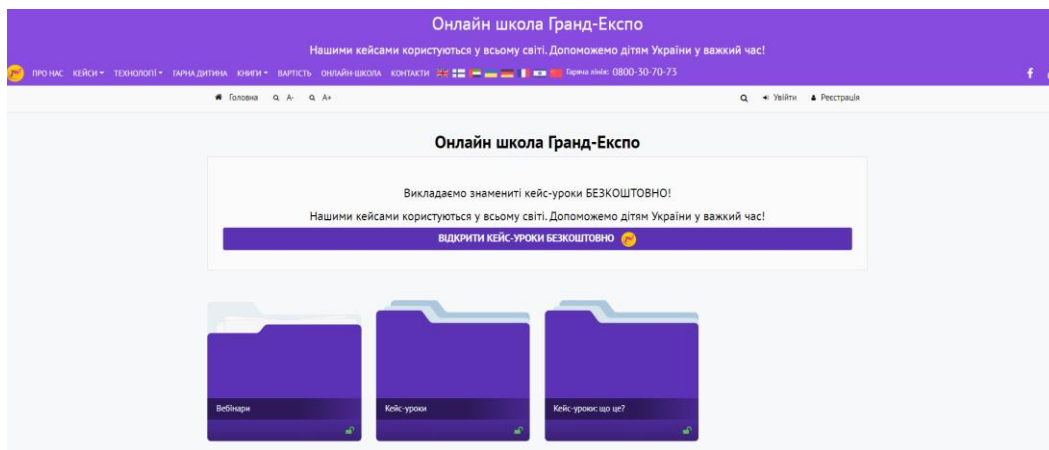 Онлайн школа Гранд-Експо
Нашими кейсами користуються у всьому світі. Допоможемо дітям України у важкий час!
ПРО НАС КЕЙСИ ТЕХНОЛОГІЇ ГАРНА ДИТИНА КНИГИ ВАРТІСТЬ ОНЛАЙН-ШКОЛА КОНТАКТИ Гаряча лінія: 0800-30-70-73
Головна A- A+ Увійти Реєстрація
Онлайн школа Гранд-Експо
Викладаємо знамениті кейс-уроки БЕЗКОШТОВНО!
Нашими кейсами користуються у всьому світі. Допоможемо дітям України у важкий час!
ВІДКРИТИ КЕЙС-УРОКИ БЕЗКОШТОВНО
Вебінари Кейс-уроки Кейс-уроки: що це?